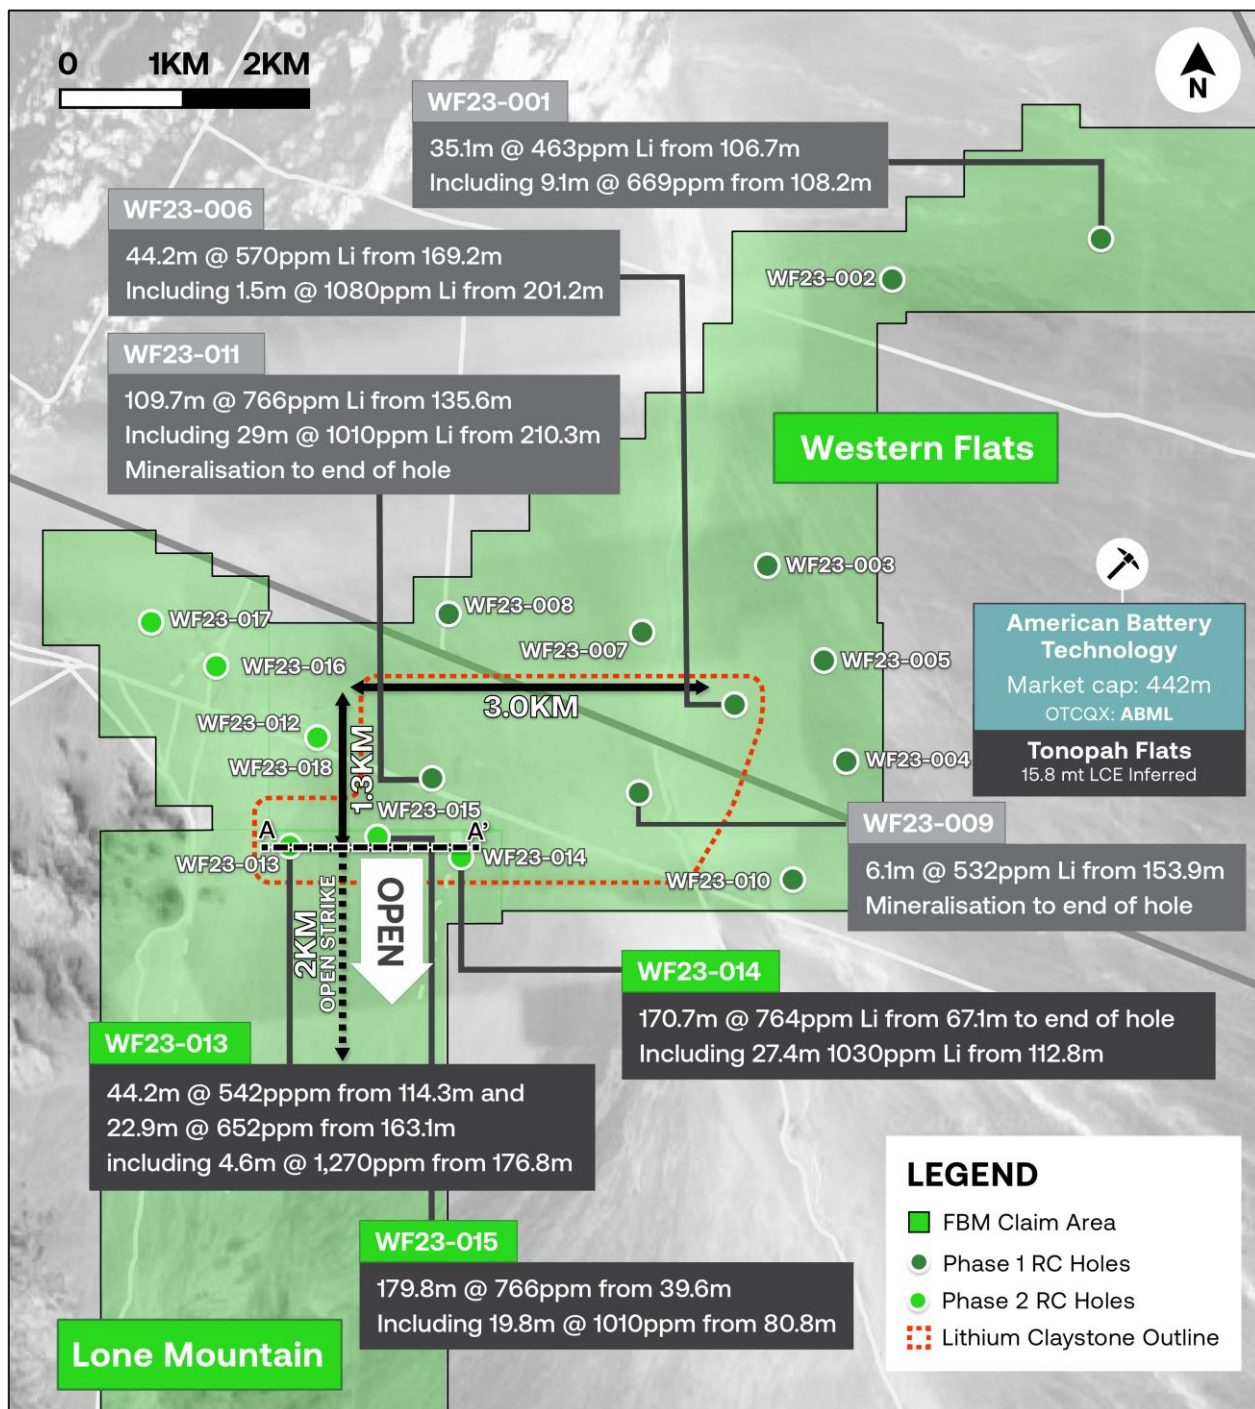 0 1KM 2KM
N
WF23-001
35.1m @ 463ppm Li from 106.7m
Including 9.1m @ 669ppm from 108.2m
WF23-006
44.2m @ 570ppm Li from 169.2m
Including 1.5m @ 1080ppm Li from 201.2m
WF23-002
WF23-011
109.7m @ 766ppm Li from 135.6m
Including 29m @ 1010ppm Li from 210.3m
Mineralisation to end of hole
Western Flats
WF23-003
WF23-008
WF23-017
WF23-007
WF23-005
WF23-016
American Battery
Technology
Market cap: 442m
OTCQX: ABML
Tonopah Flats
15.8 mt LCE Inferred
3.0KM
WF23-012
WF23-018
1.3KM
WF23-004
WF23-015
A
A'
WF23-013
WF23-014
WF23-010
WF23-009
6.1m @ 532ppm Li from 153.9m
Mineralisation to end of hole
2KM
OPEN STRIKE
OPEN
WF23-014
170.7m @ 764ppm Li from 67.1m to end of hole
Including 27.4m 1030ppm Li from 112.8m
WF23-013
44.2m @ 542pppm from 114.3m and
22.9m @ 652ppm from 163.1m
including 4.6m @ 1,270ppm from 176.8m
WF23-015
179.8m @ 766ppm from 39.6m
Including 19.8m @ 1010ppm from 80.8m
Lone Mountain
LEGEND
FBM Claim Area
Phase 1 RC Holes
Phase 2 RC Holes
Lithium Claystone Outline